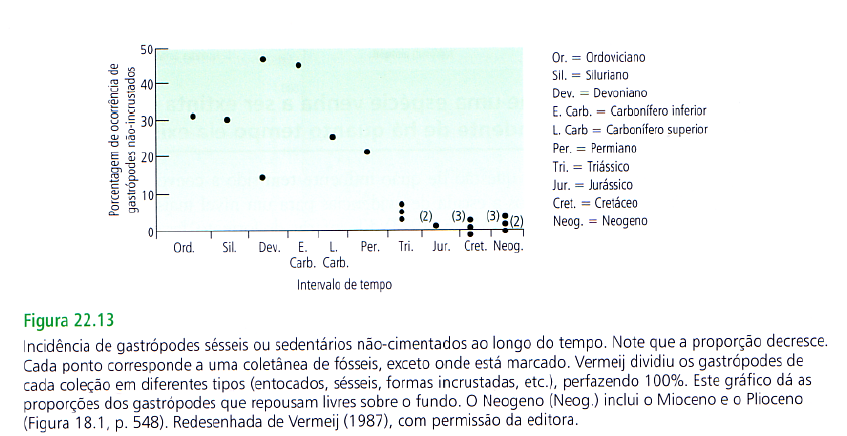 Porcentagem de ocorrência de
gastrópodes não-incrustados
50
40
30
20
10
0
(2)
(3)
(3)
(2)
Ord.
Sil.
Dev.
E.
Carb.
L.
Carb.
Per.
Tri.
Jur.
Cret.
Neog.
Intervalo de tempo
Or. = Ordoviciano
Sil. = Siluriano
Dev. = Devoniano
E. Carb. = Carbonífero inferior
L. Carb = Carbonífero superior
Per. = Permiano
Tri. = Triássico
Jur. = Jurássico
Cret. = Cretáceo
Neog. = Neogeno
Figura 22.13
Incidência de gastrópodes sésseis ou sedentários não-cimentados ao longo do tempo. Note que a proporção decresce.
Cada ponto corresponde a uma coletânea de fósseis, exceto onde está marcado. Vermeij dividiu os gastrópodes de
cada coleção em diferentes tipos (entocados, sésseis, formas incrustadas, etc.), perfazendo 100%. Este gráfico dá as
proporções dos gastrópodes que repousam livres sobre o fundo. O Neogeno (Neog.) inclui o Mioceno e o Plioceno
(Figura 18.1, p. 548). Redesenhada de Vermeij (1987), com permissão da editora.